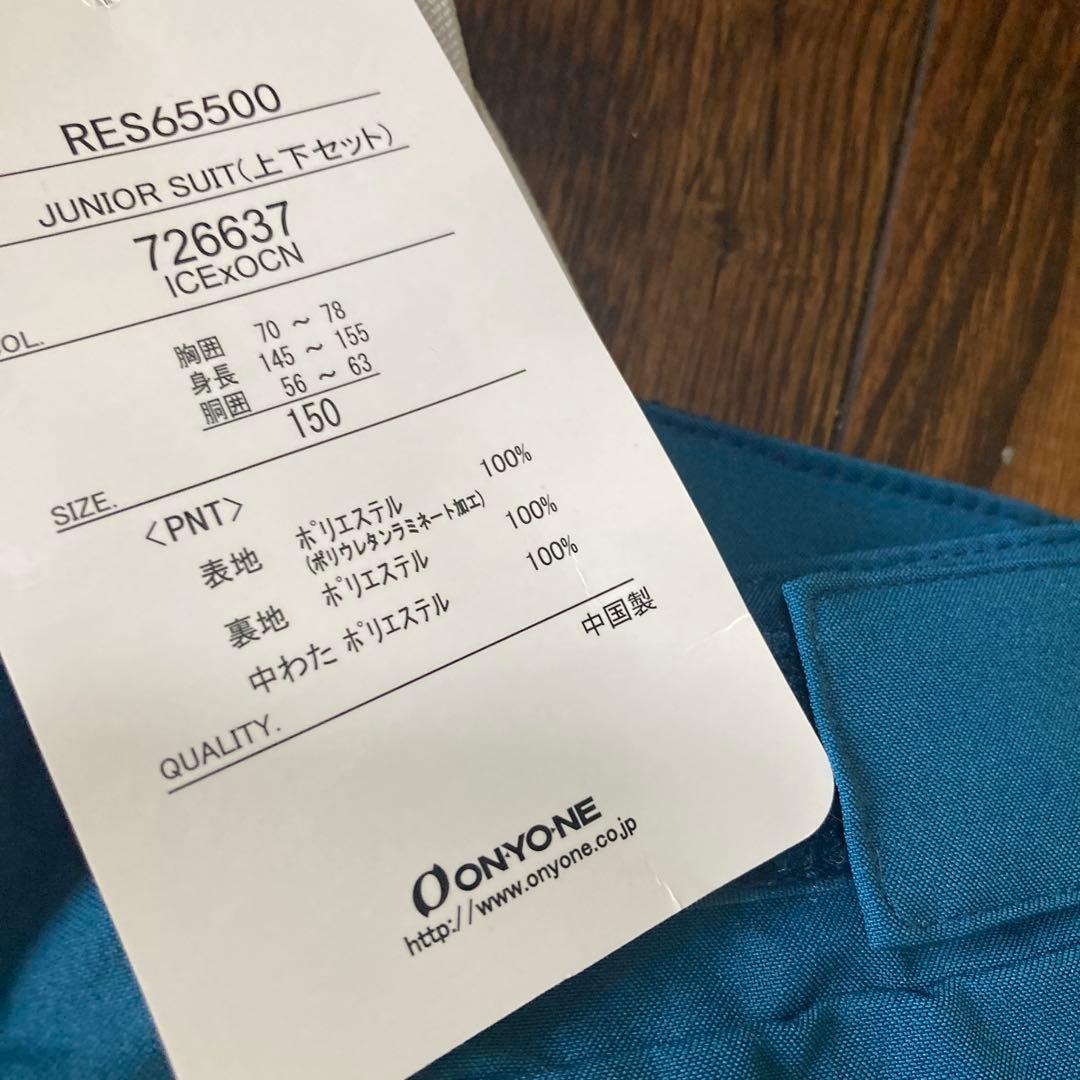 RES65500
JUNIOR SUIT(上下セット)
726637
ICExOCN
OL.
胸囲 70 ～ 78
身長 145 ～ 155
胴囲 56 ～ 63
150
SIZE.
<PNT>
表地 ポリエステル 100%
(ポリウレタンラミネート加工)
裏地 ポリエステル 100%
中わた ポリエステル 100%
中国製
QUALITY.
ONYONE
http://www.onyone.co.jp